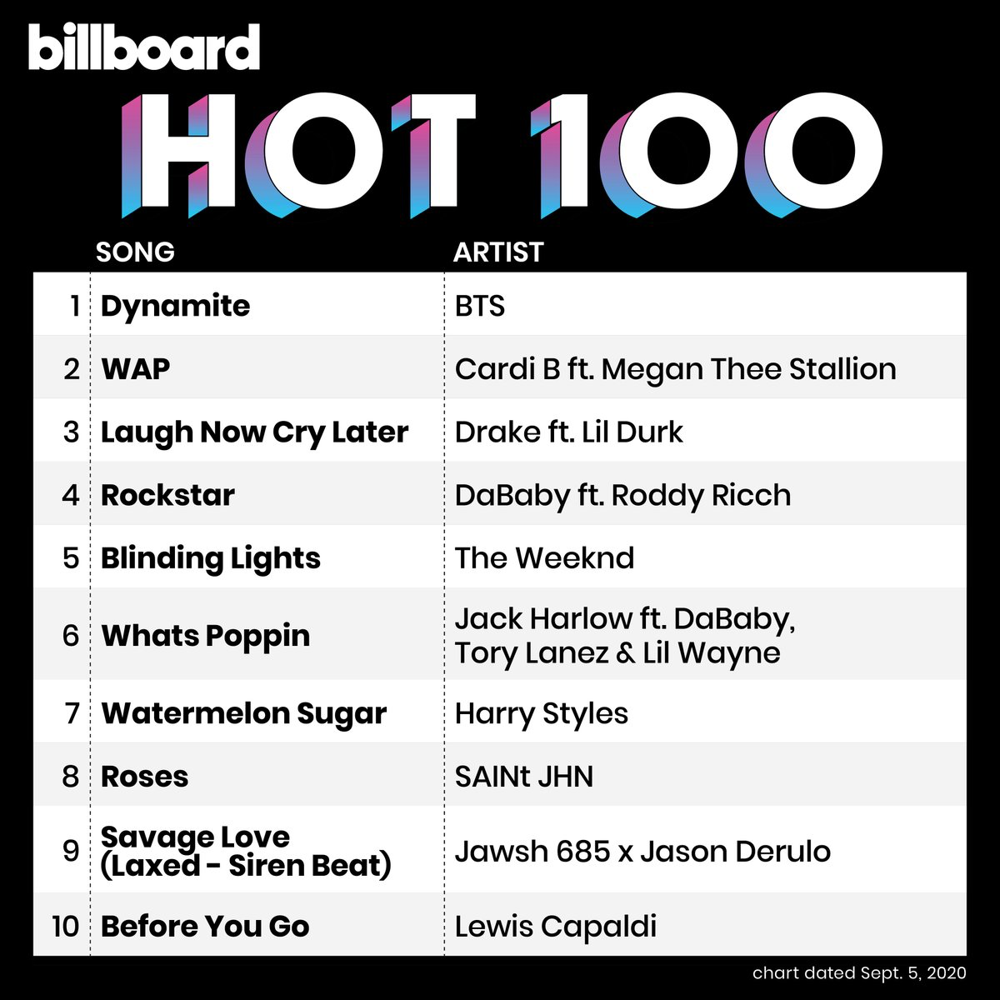 billboard
HOT 100
SONG ARTIST
1 Dynamite BTS
2 WAP Cardi B ft. Megan Thee Stallion
3 Laugh Now Cry Later Drake ft. Lil Durk
4 Rockstar DaBaby ft. Roddy Ricch
5 Blinding Lights The Weeknd
6 Whats Poppin Jack Harlow ft. DaBaby,
Tory Lanez & Lil Wayne
7 Watermelon Sugar Harry Styles
8 Roses SAINt JHN
9 Savage Love
(Laxed - Siren Beat) Jawsh 685 x Jason Derulo
10 Before You Go Lewis Capaldi
chart dated Sept. 5, 2020